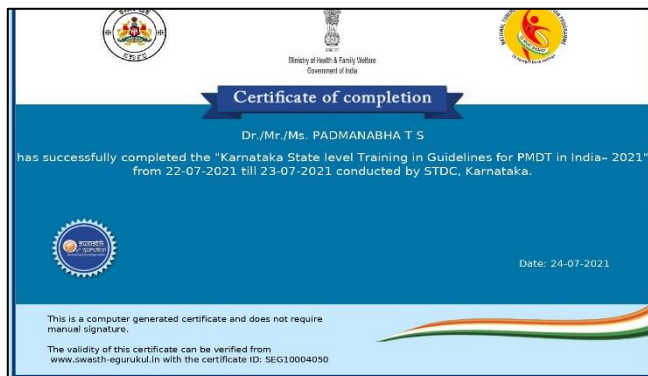 Ministry of Health & Family Welfare
Government of India
Certificate of completion
Dr./Mr./Ms. PADMANABHA T S
has successfully completed the "Karnataka State level Training in Guidelines for PMDT in India– 2021"
from 22-07-2021 till 23-07-2021 conducted by STDC, Karnataka.
Date: 24-07-2021
This is a computer generated certificate and does not require
manual signature.
The validity of this certificate can be verified from
www.swasth-egurukul.in with the certificate ID: SEG10004050